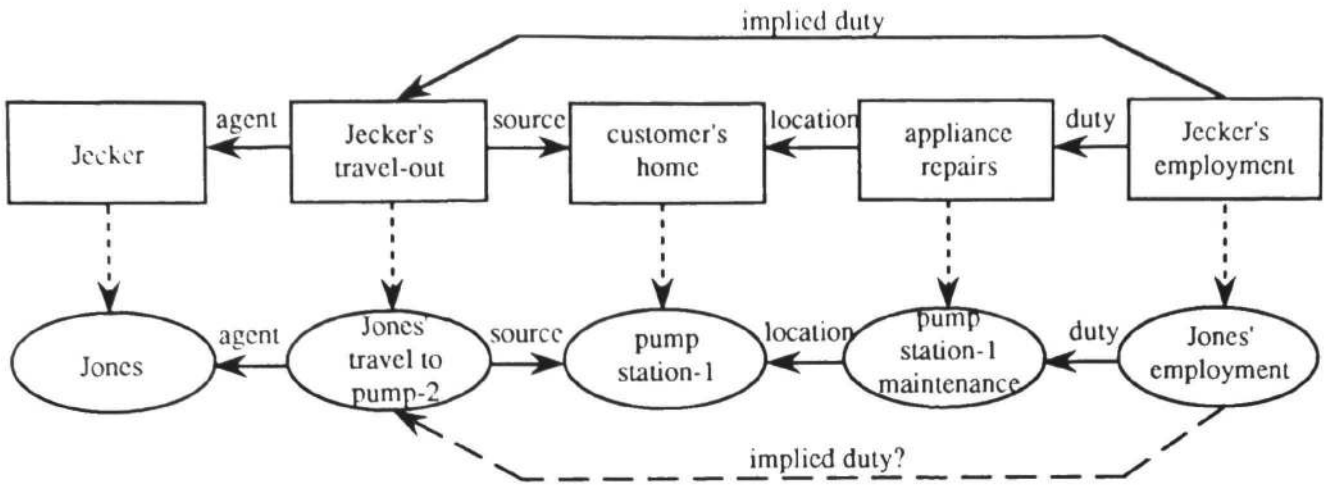 implied duty
agent
source
location
duty
Jecker
Jecker's
travel-out
customer's
home
appliance
repairs
Jecker's
employment
agent
source
location
duty
Jones
Jones'
travel to
pump-2
pump
station-1
pump
station-1
maintenance
Jones'
employment
implied duty?